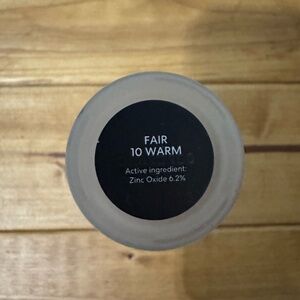 FAIR
10 WARM
Active ingredient:
Zinc Oxide 6.2%